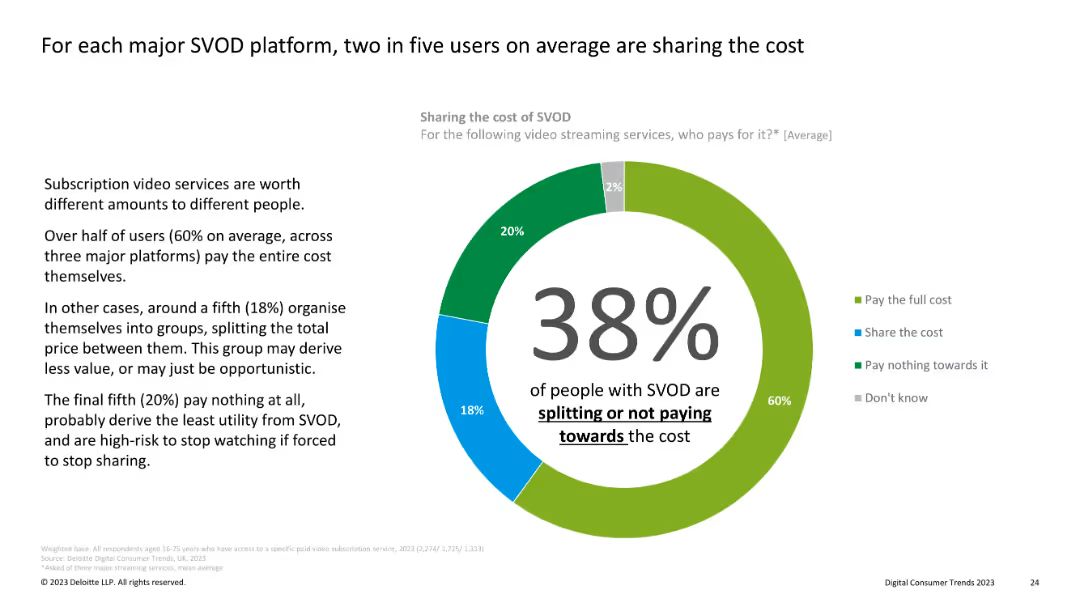 For each major SVOD platform, two in five users on average are sharing the cost
Sharing the cost of SVOD
For the following video streaming services, who pays for it?* [Average]
Subscription video services are worth
different amounts to different people.
Over half of users (60% on average, across
three major platforms) pay the entire cost
themselves.
In other cases, around a fifth (18%) organise
themselves into groups, splitting the total
price between them. This group may derive
less value, or may just be opportunistic.
The final fifth (20%) pay nothing at all,
probably derive the least utility from SVOD,
and are high-risk to stop watching if forced
to stop sharing.
2%
20%
18%
60%
38%
of people with SVOD are
splitting or not paying
towards the cost
Pay the full cost
Share the cost
Pay nothing towards it
Don't know
Weighted base: All respondents aged 16-75 years who have access to a specific paid video subscription service, 2023 (2,274/ 1,725/ 1,313)
Source: Deloitte Digital Consumer Trends, UK, 2023
*Asked of three major streaming services, mean average
© 2023 Deloitte LLP. All rights reserved.
Digital Consumer Trends 2023
24